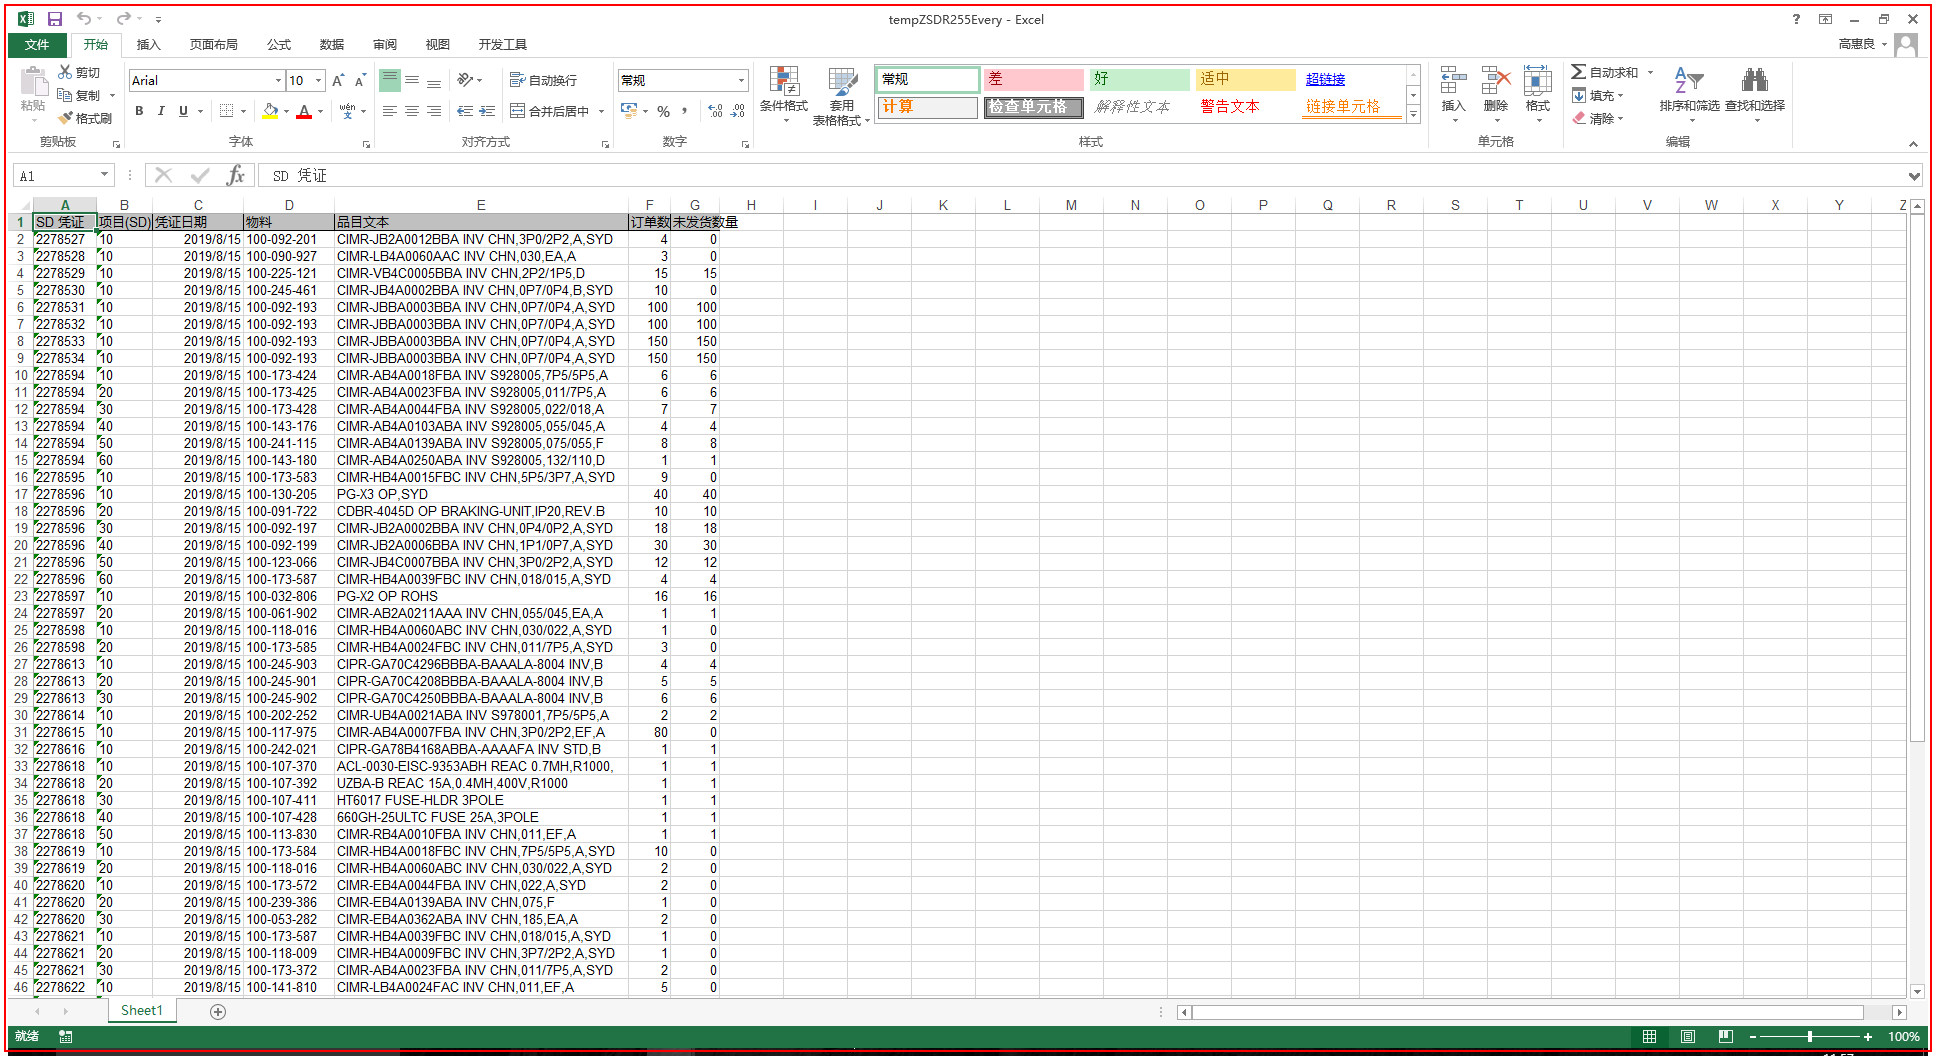 tempZSDR255Every - Excel
?
文件 开始 插入 页面布局 公式 数据 审阅 视图 开发工具 高惠良
粘贴 剪切 复制 格式刷 剪贴板
Arial 10 B I U A wén 文 字体
自动换行 合并后居中 对齐方式
常规 % , 数字
条件格式 套用 表格格式
常规 差 好 适中 超链接
计算 检查单元格 解释性文本 警告文本 链接单元格
样式
插入 删除 格式 单元格
自动求和 填充 清除 排序和筛选 查找和选择 编辑
A1 fx SD 凭证
A B C D E F G H I J K L M N O P Q R S T U V W X Y Z
1 SD 凭证 项目(SD) 凭证日期 物料 品目文本 订单数 未发货数量
2 2278527 10 2019/8/15 100-092-201 CIMR-JB2A0012BBA INV CHN,3P0/2P2,A,SYD 4 0
3 2278528 10 2019/8/15 100-090-927 CIMR-LB4A0060AAC INV CHN,030,EA,A 3 0
4 2278529 10 2019/8/15 100-225-121 CIMR-VB4C0005BBA INV CHN,2P2/1P5,D 15 15
5 2278530 10 2019/8/15 100-245-461 CIMR-JB4A0002BBA INV CHN,0P7/0P4,B,SYD 10 0
6 2278531 10 2019/8/15 100-092-193 CIMR-JBBA0003BBA INV CHN,0P7/0P4,A,SYD 100 100
7 2278532 10 2019/8/15 100-092-193 CIMR-JBBA0003BBA INV CHN,0P7/0P4,A,SYD 100 100
8 2278533 10 2019/8/15 100-092-193 CIMR-JBBA0003BBA INV CHN,0P7/0P4,A,SYD 150 150
9 2278534 10 2019/8/15 100-092-193 CIMR-JBBA0003BBA INV CHN,0P7/0P4,A,SYD 150 150
10 2278594 10 2019/8/15 100-173-424 CIMR-AB4A0018FBA INV S928005,7P5/5P5,A 6 6
11 2278594 20 2019/8/15 100-173-425 CIMR-AB4A0023FBA INV S928005,011/7P5,A 6 6
12 2278594 30 2019/8/15 100-173-428 CIMR-AB4A0044FBA INV S928005,022/018,A 7 7
13 2278594 40 2019/8/15 100-143-176 CIMR-AB4A0103ABA INV S928005,055/045,A 4 4
14 2278594 50 2019/8/15 100-241-115 CIMR-AB4A0139ABA INV S928005,075/055,F 8 8
15 2278594 60 2019/8/15 100-143-180 CIMR-AB4A0250ABA INV S928005,132/110,D 1 1
16 2278595 10 2019/8/15 100-173-583 CIMR-HB4A0015FBC INV CHN,5P5/3P7,A,SYD 9 0
17 2278596 10 2019/8/15 100-130-205 PG-X3 OP,SYD 40 40
18 2278596 20 2019/8/15 100-091-722 CDBR-4045D OP BRAKING-UNIT,IP20,REV.B 10 10
19 2278596 30 2019/8/15 100-092-197 CIMR-JB2A0002BBA INV CHN,0P4/0P2,A,SYD 18 18
20 2278596 40 2019/8/15 100-092-199 CIMR-JB2A0006BBA INV CHN,1P1/0P7,A,SYD 30 30
21 2278596 50 2019/8/15 100-123-066 CIMR-JB4C0007BBA INV CHN,3P0/2P2,A,SYD 12 12
22 2278596 60 2019/8/15 100-173-587 CIMR-HB4A0039FBC INV CHN,018/015,A,SYD 4 4
23 2278597 10 2019/8/15 100-032-806 PG-X2 OP ROHS 16 16
24 2278597 20 2019/8/15 100-061-902 CIMR-AB2A0211AAA INV CHN,055/045,EA,A 1 1
25 2278598 10 2019/8/15 100-118-016 CIMR-HB4A0060ABC INV CHN,030/022,A,SYD 1 0
26 2278598 20 2019/8/15 100-173-585 CIMR-HB4A0024FBC INV CHN,011/7P5,A,SYD 3 0
27 2278613 10 2019/8/15 100-245-903 CIPR-GA70C4296BBBA-BAAALA-8004 INV,B 4 4
28 2278613 20 2019/8/15 100-245-901 CIPR-GA70C4208BBBA-BAAALA-8004 INV,B 5 5
29 2278613 30 2019/8/15 100-245-902 CIPR-GA70C4250BBBA-BAAALA-8004 INV,B 6 6
30 2278614 10 2019/8/15 100-202-252 CIMR-UB4A0021ABA INV S978001,7P5/5P5,A 2 2
31 2278615 10 2019/8/15 100-117-975 CIMR-AB4A0007FBA INV CHN,3P0/2P2,EF,A 80 0
32 2278616 10 2019/8/15 100-242-021 CIPR-GA78B4168ABBA-AAAAFA INV STD,B 1 1
33 2278618 10 2019/8/15 100-107-370 ACL-0030-EISC-9353ABH REAC 0.7MH,R1000, 1 1
34 2278618 20 2019/8/15 100-107-392 UZBA-B REAC 15A,0.4MH,400V,R1000 1 1
35 2278618 30 2019/8/15 100-107-411 HT6017 FUSE-HLDR 3POLE 1 1
36 2278618 40 2019/8/15 100-107-428 660GH-25ULTC FUSE 25A,3POLE 1 1
37 2278618 50 2019/8/15 100-113-830 CIMR-RB4A0010FBA INV CHN,011,EF,A 1 1
38 2278619 10 2019/8/15 100-173-584 CIMR-HB4A0018FBC INV CHN,7P5/5P5,A,SYD 10 0
39 2278619 20 2019/8/15 100-118-016 CIMR-HB4A0060ABC INV CHN,030/022,A,SYD 2 0
40 2278620 10 2019/8/15 100-173-572 CIMR-EB4A0044FBA INV CHN,022,A,SYD 2 0
41 2278620 20 2019/8/15 100-239-386 CIMR-EB4A0139ABA INV CHN,075,F 1 0
42 2278620 30 2019/8/15 100-053-282 CIMR-EB4A0362ABA INV CHN,185,EA,A 2 0
43 2278621 10 2019/8/15 100-173-587 CIMR-HB4A0039FBC INV CHN,018/015,A,SYD 1 0
44 2278621 20 2019/8/15 100-118-009 CIMR-HB4A0009FBC INV CHN,3P7/2P2,A,SYD 1 0
45 2278621 30 2019/8/15 100-173-372 CIMR-AB4A0023FBA INV CHN,011/7P5,A,SYD 2 0
46 2278622 10 2019/8/15 100-141-810 CIMR-LB4A0024FAC INV CHN,011,EF,A 5 0
Sheet1
就绪 100%